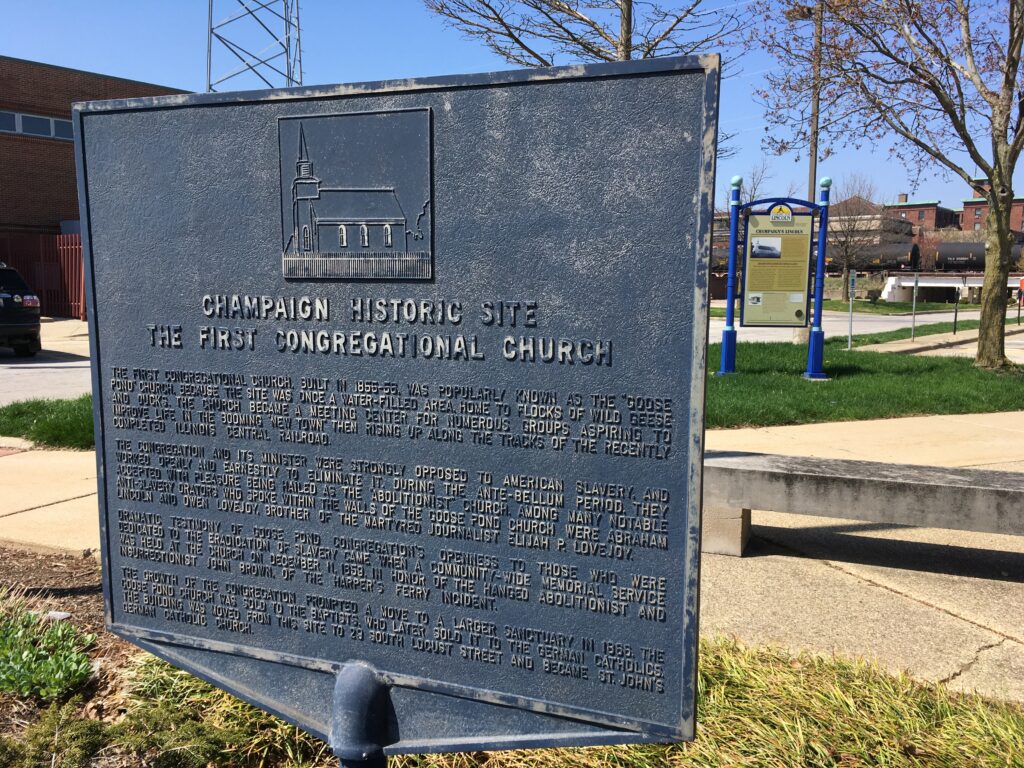 CHAMPAIGN HISTORIC SITE
THE FIRST CONGREGATIONAL CHURCH
THE FIRST CONGREGATIONAL CHURCH, BUILT IN 1855-56, WAS POPULARLY KNOWN AS THE "GOOSE
POND" CHURCH, BECAUSE THE SITE WAS ONCE A WATER-FILLED AREA, HOME TO FLOCKS OF WILD GEESE
AND DUCKS. THE CHURCH BECAME A MEETING CENTER FOR NUMEROUS GROUPS ASPIRING TO
IMPROVE LIFE IN THE BOOMING "NEW TOWN" THEN RISING UP ALONG THE TRACKS OF THE RECENTLY
COMPLETED ILLINOIS CENTRAL RAILROAD.
THE CONGREGATION AND ITS MINISTER WERE STRONGLY OPPOSED TO AMERICAN SLAVERY, AND
WORKED OPENLY AND EARNESTLY TO ELIMINATE IT DURING THE ANTE-BELLUM PERIOD. THEY
ACCEPTED WITH PLEASURE BEING HAILED AS THE ABOLITIONIST CHURCH. AMONG MANY NOTABLE
ANTI-SLAVERY ORATORS WHO SPOKE WITHIN THE WALLS OF THE GOOSE POND CHURCH WERE ABRAHAM
LINCOLN AND OWEN LOVEJOY, BROTHER OF THE MARTYRED JOURNALIST ELIJAH P. LOVEJOY.
DRAMATIC TESTIMONY OF GOOSE POND CONGREGATION'S OPENNESS TO THOSE WHO WERE
DEVOTED TO THE ERADICATION OF SLAVERY CAME WHEN A COMMUNITY-WIDE MEMORIAL SERVICE
WAS HELD AT THE CHURCH ON DECEMBER 11, 1859, IN HONOR OF THE HANGED ABOLITIONIST AND
INSURRECTIONIST JOHN BROWN, OF THE HARPER'S FERRY INCIDENT.
THE GROWTH OF THE CONGREGATION PROMPTED A MOVE TO A LARGER SANCTUARY IN 1866. THE
GOOSE POND CHURCH WAS SOLD TO THE BAPTISTS, WHO LATER SOLD IT TO THE GERMAN CATHOLICS.
THE BUILDING WAS MOVED FROM THIS SITE TO 29 SOUTH LOCUST STREET AND BECAME ST. JOHN'S
GERMAN CATHOLIC CHURCH.
LINCOLN
CHAMPAIGN'S LINCOLN